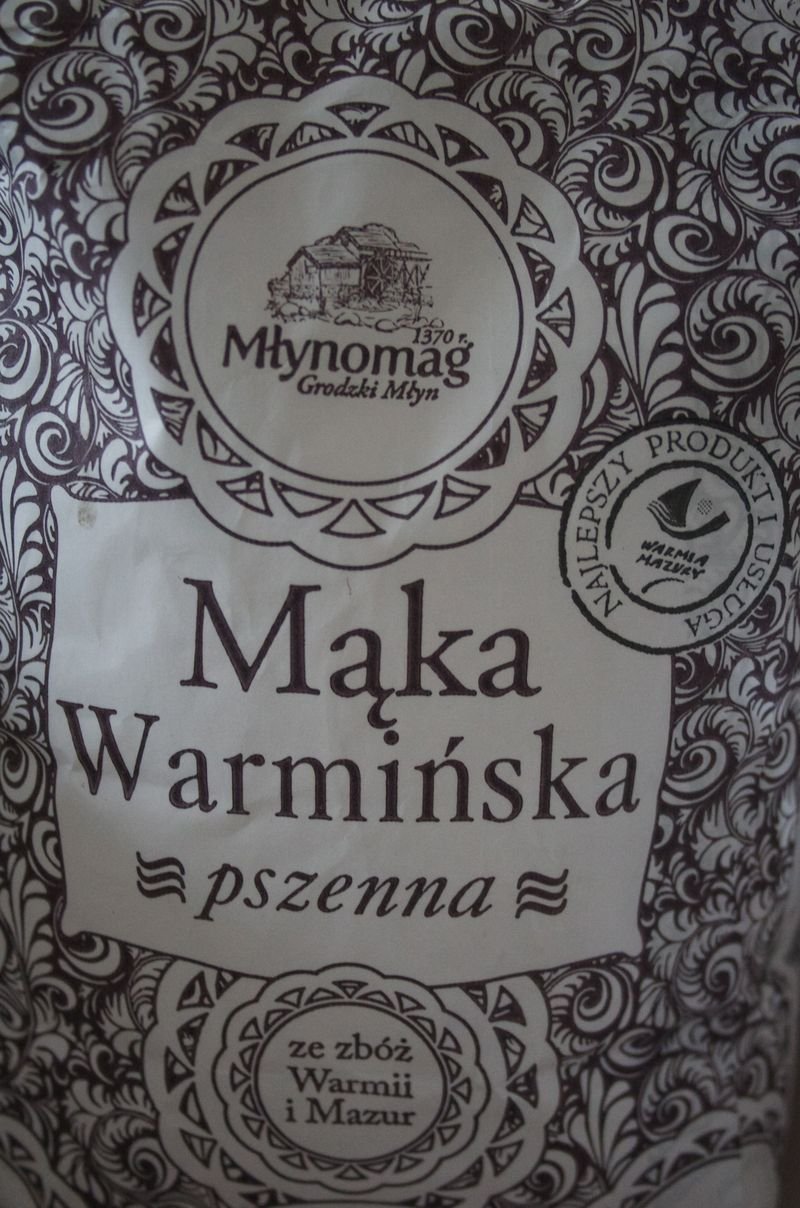 1370 r.
Młynomag
Grodzki Młyn
NAJLEPSZY PRODUKT I USŁUGA
WARMIA
MAZURY
Mąka
Warmińska
pszenna
ze zbóż
Warmii
i Mazur